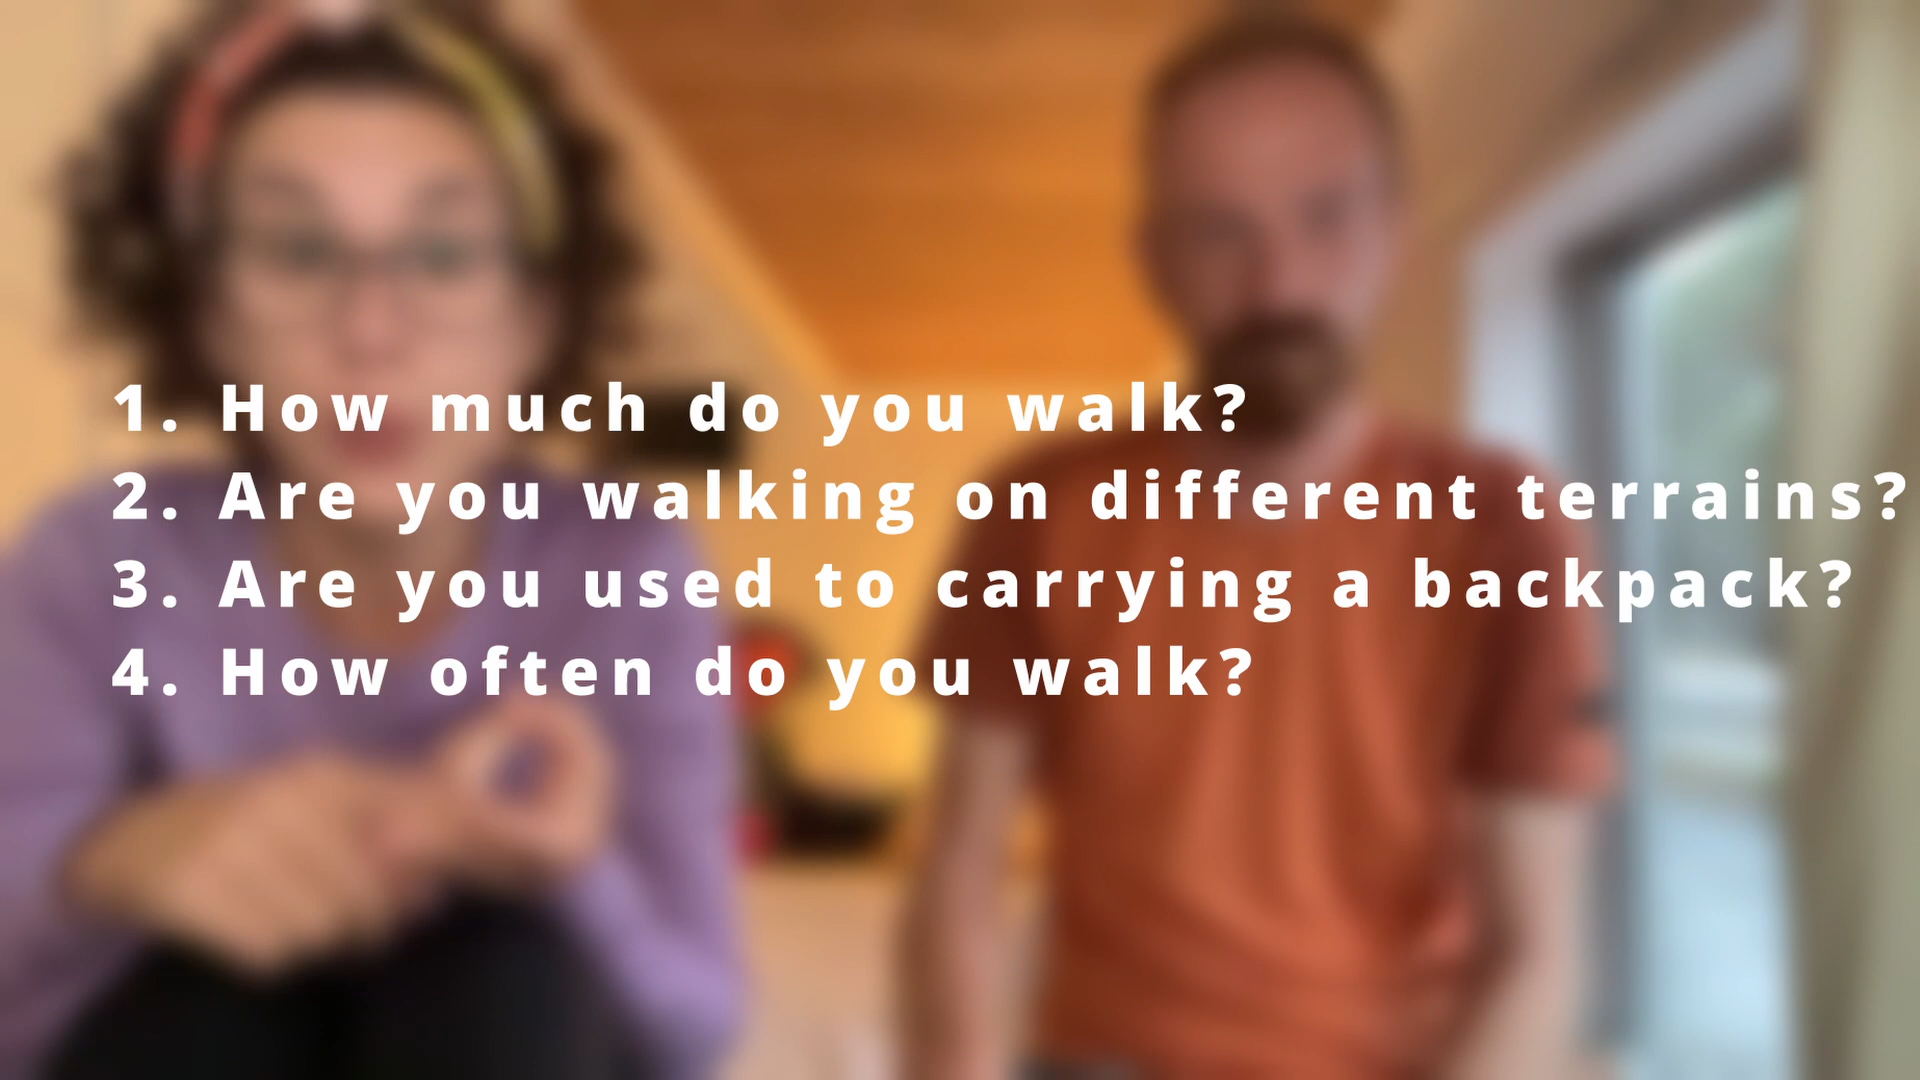 1. How much do you walk?
2. Are you walking on different terrains?
3. Are you used to carrying a backpack?
4. How often do you walk?